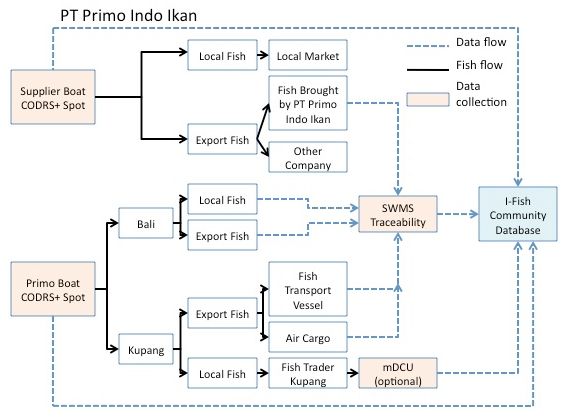 PT Primo Indo Ikan
Data flow
Fish flow
Data
collection
Supplier Boat
CODRS+ Spot
Local Fish
Local Market
Export Fish
Fish Brought
by PT Primo
Indo Ikan
Other
Company
Primo Boat
CODRS+ Spot
Bali
Local Fish
Export Fish
SWMS
Traceability
I-Fish
Community
Database
Kupang
Export Fish
Fish
Transport
Vessel
Air Cargo
Local Fish
Fish Trader
Kupang
mDCU
(optional)